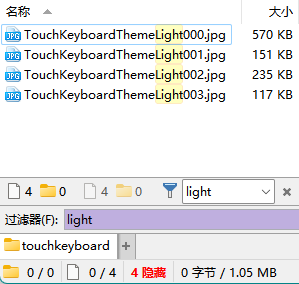 名称 大小
TouchKeyboardThemeLight000.jpg 570 KB
TouchKeyboardThemeLight001.jpg 151 KB
TouchKeyboardThemeLight002.jpg 235 KB
TouchKeyboardThemeLight003.jpg 117 KB
4 0 4 0 light
过滤器(F): light
touchkeyboard +
0 / 0 0 / 4 4 隐藏 0 字节 / 1.05 MB